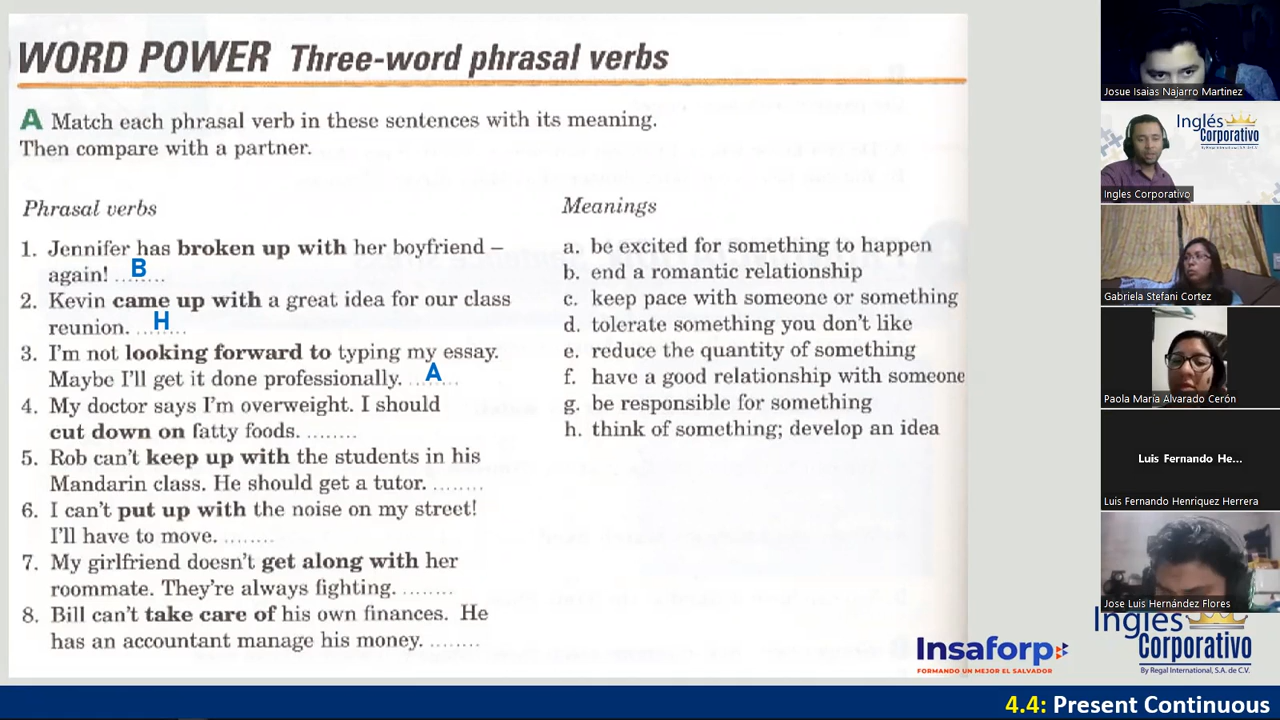 WORD POWER Three-word phrasal verbs
A Match each phrasal verb in these sentences with its meaning.
Then compare with a partner.
Phrasal verbs
1. Jennifer has broken up with her boyfriend –
again! ........ B
2. Kevin came up with a great idea for our class
reunion. ........ H
3. I'm not looking forward to typing my essay.
Maybe I'll get it done professionally. ........ A
4. My doctor says I'm overweight. I should
cut down on fatty foods. ........
5. Rob can't keep up with the students in his
Mandarin class. He should get a tutor. ........
6. I can't put up with the noise on my street!
I'll have to move. ........
7. My girlfriend doesn't get along with her
roommate. They're always fighting. ........
8. Bill can't take care of his own finances. He
has an accountant manage his money. ........
Meanings
a. be excited for something to happen
b. end a romantic relationship
c. keep pace with someone or something
d. tolerate something you don't like
e. reduce the quantity of something
f. have a good relationship with someone
g. be responsible for something
h. think of something; develop an idea
Insaforp
FORMANDO UN MEJOR EL SALVADOR
Inglés
Corporativo
By Regal International, S.A. de C.V.
4.4: Present Continuous
Josue Isaias Najarro Martinez
Inglés
Corporativo
By Regal International, S.A. de C.V.
Ingles Corporativo
Gabriela Stefani Cortez
Paola María Alvarado Cerón
Luis Fernando He...
Luis Fernando Henriquez Herrera
Jose Luis Hernández Flores